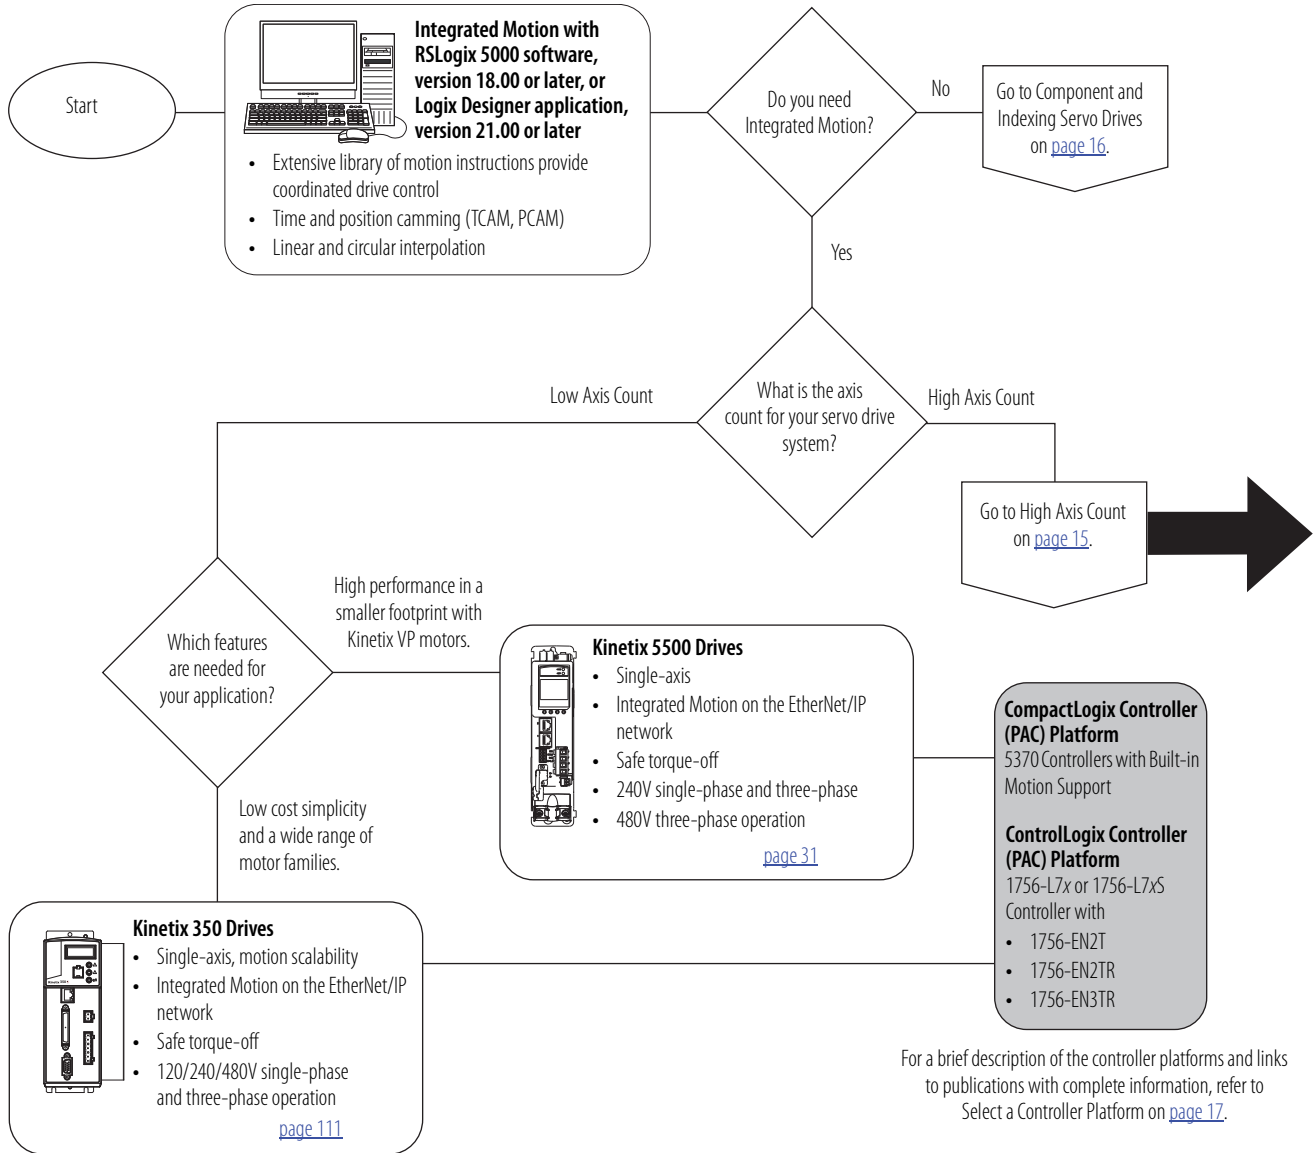 Start
Integrated Motion with
RSLogix 5000 software,
version 18.00 or later, or
Logix Designer application,
version 21.00 or later
• Extensive library of motion instructions provide
coordinated drive control
• Time and position camming (TCAM, PCAM)
• Linear and circular interpolation
Do you need
Integrated Motion?
No
Go to Component and
Indexing Servo Drives
on page 16.
Yes
What is the axis
count for your servo drive
system?
Low Axis Count
High Axis Count
Go to High Axis Count
on page 15.
Which features
are needed for
your application?
High performance in a
smaller footprint with
Kinetix VP motors.
Kinetix 5500 Drives
• Single-axis
• Integrated Motion on the EtherNet/IP
network
• Safe torque-off
• 240V single-phase and three-phase
• 480V three-phase operation
page 31
Low cost simplicity
and a wide range of
motor families.
Kinetix 350 Drives
• Single-axis, motion scalability
• Integrated Motion on the EtherNet/IP
network
• Safe torque-off
• 120/240/480V single-phase
and three-phase operation
page 111
CompactLogix Controller
(PAC) Platform
5370 Controllers with Built-in
Motion Support
ControlLogix Controller
(PAC) Platform
1756-L7x or 1756-L7xS
Controller with
• 1756-EN2T
• 1756-EN2TR
• 1756-EN3TR
For a brief description of the controller platforms and links
to publications with complete information, refer to
Select a Controller Platform on page 17.